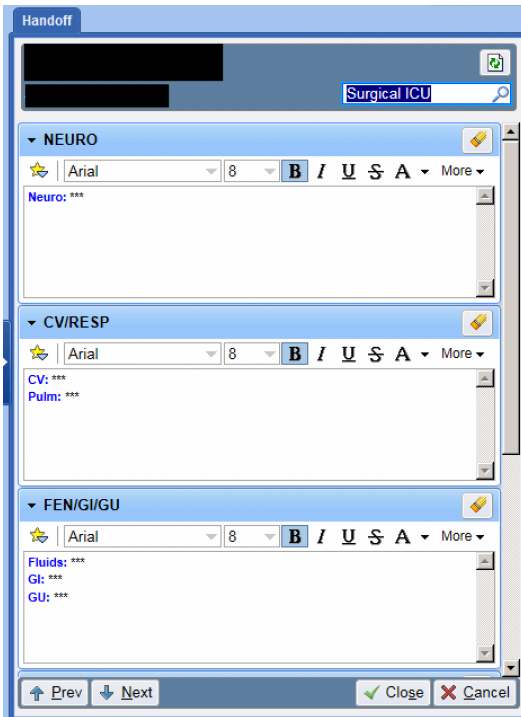 Handoff
Surgical ICU
NEURO
Arial 8 B I U S A More
Neuro: ***
CV/RESP
Arial 8 B I U S A More
CV: ***
Pulm: ***
FEN/GI/GU
Arial 8 B I U S A More
Fluids: ***
GI: ***
GU: ***
Prev Next Close Cancel